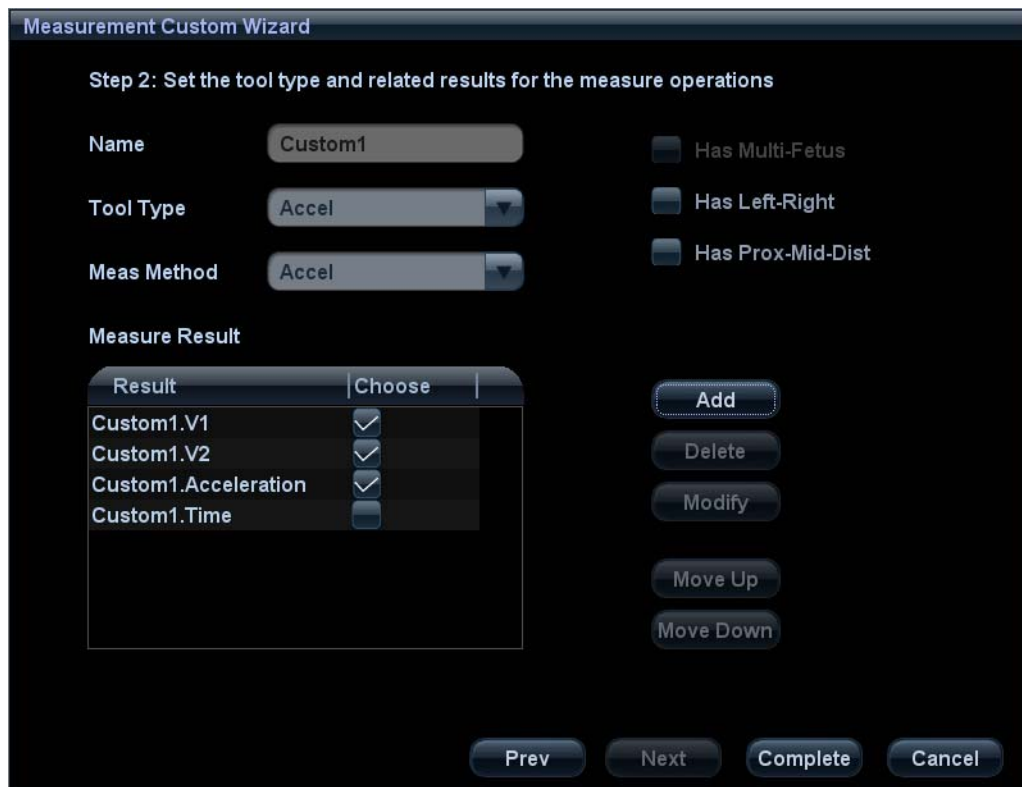 Measurement Custom Wizard
Step 2: Set the tool type and related results for the measure operations
Name
Custom1
Has Multi-Fetus
Tool Type
Accel
Has Left-Right
Meas Method
Accel
Has Prox-Mid-Dist
Measure Result
Result
Choose
Custom1.V1
Custom1.V2
Custom1.Acceleration
Custom1.Time
Add
Delete
Modify
Move Up
Move Down
Prev
Next
Complete
Cancel